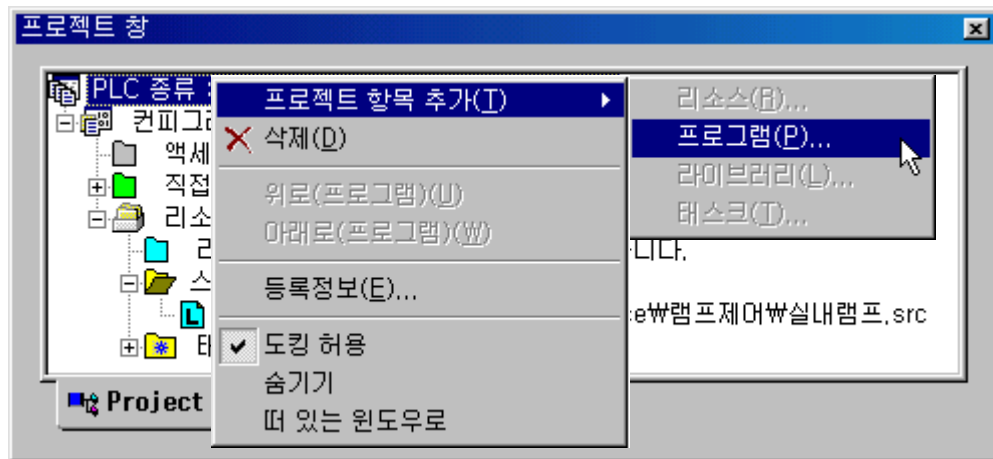 프로젝트 창
PLC 종류 :
프로젝트 항목 추가(T)
삭제(D)
위로(프로그램)(U)
아래로(프로그램)(W)
등록정보(E)...
도킹 허용
숨기기
떠 있는 윈도우로
리소스(R)...
프로그램(P)...
라이브러리(L)...
태스크(T)...
컨피그
액세
직접
리소
니다.
e₩램프제어₩실내램프.src
Project